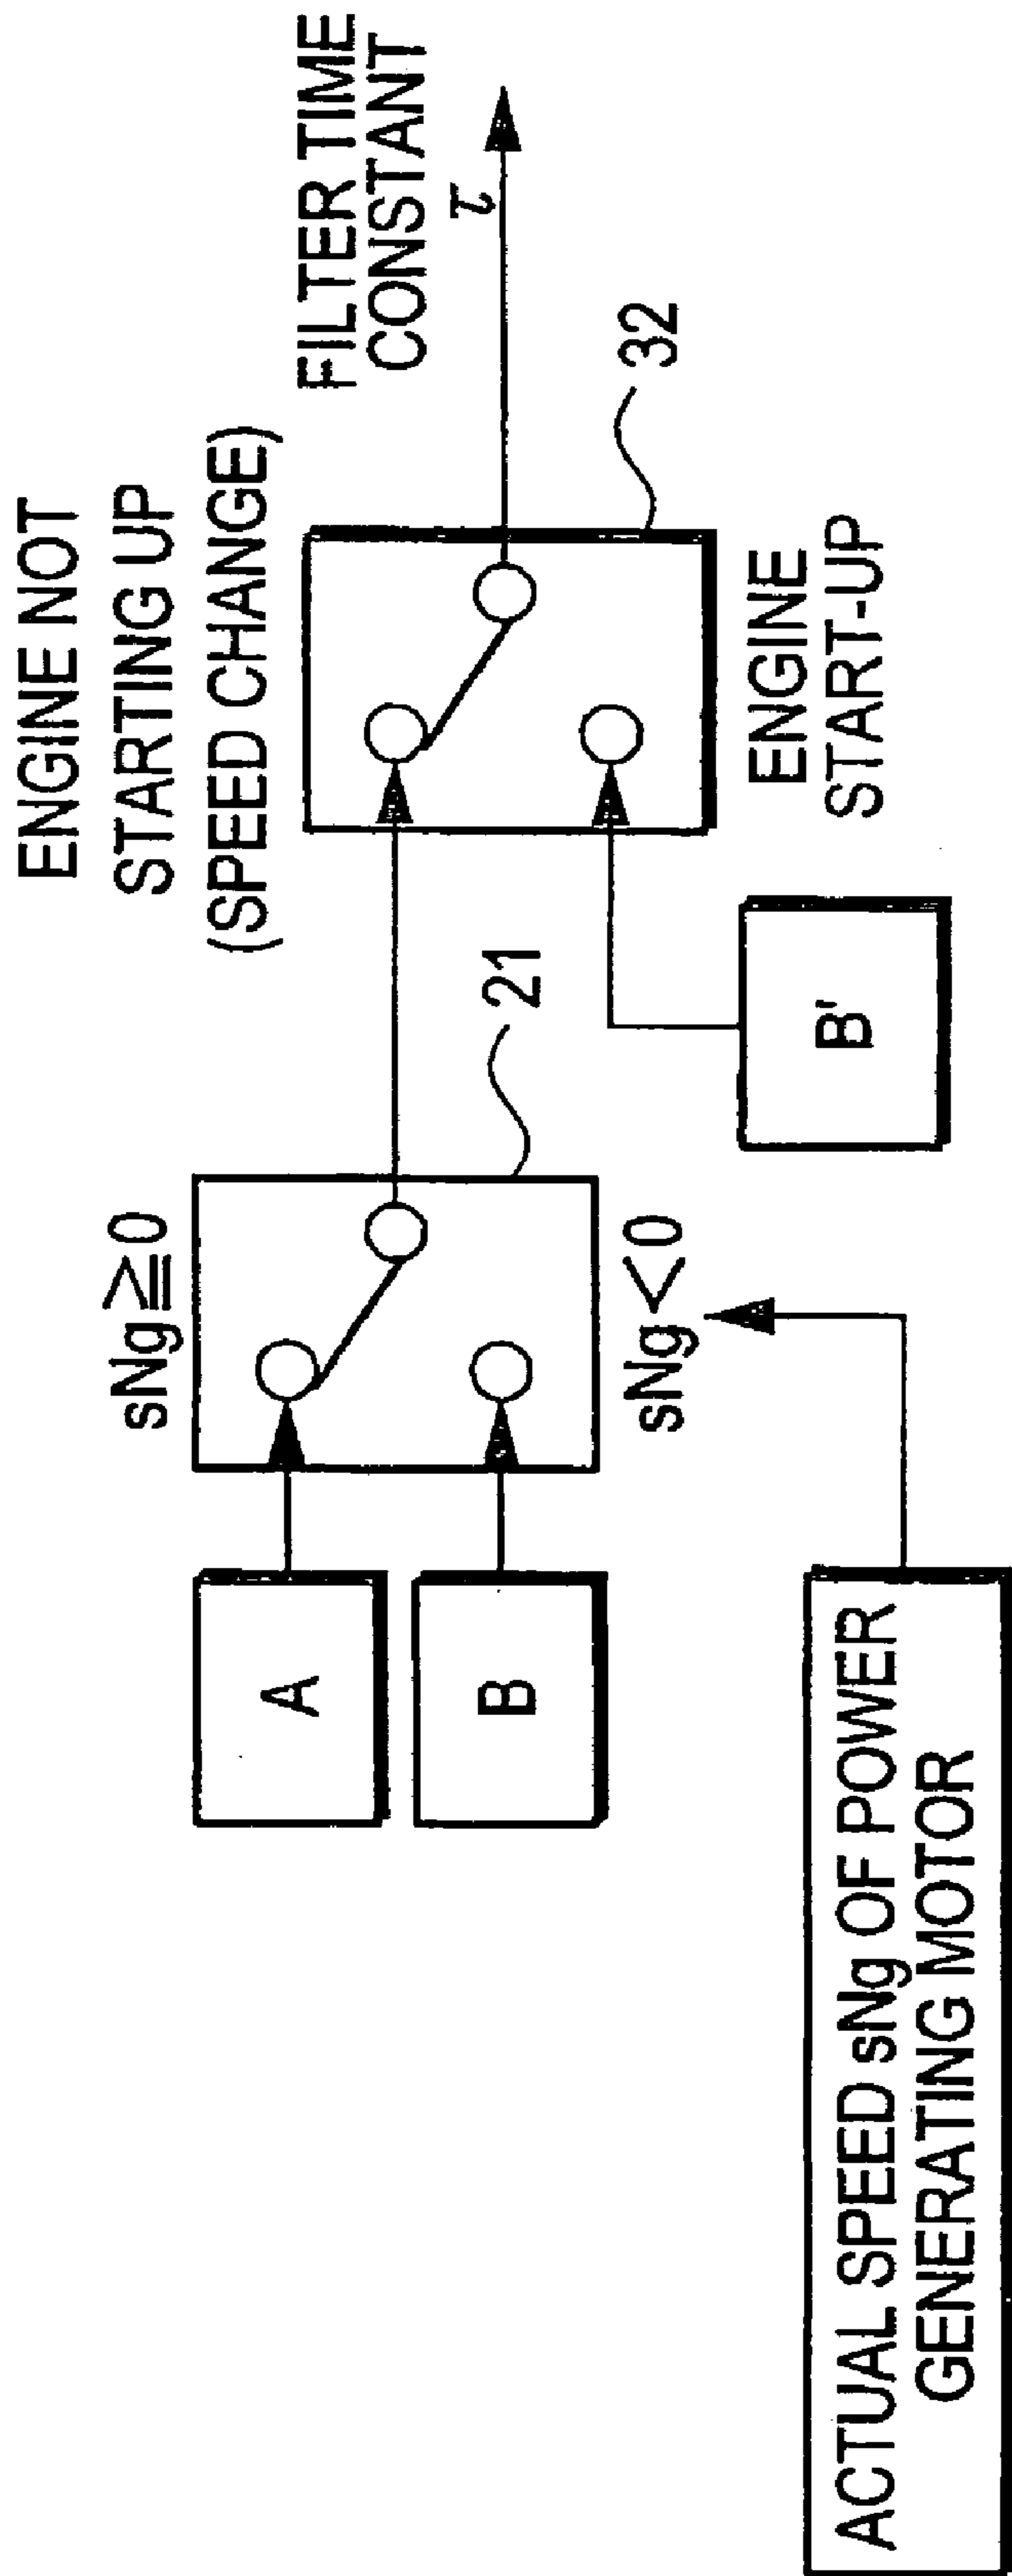 ENGINE NOT
STARTING UP
(SPEED CHANGE)
FILTER TIME
CONSTANT
τ
sNg ≧0
21
32
A
B
sNg <0
B'
ENGINE
START-UP
ACTUAL SPEED sNg OF POWER
GENERATING MOTOR